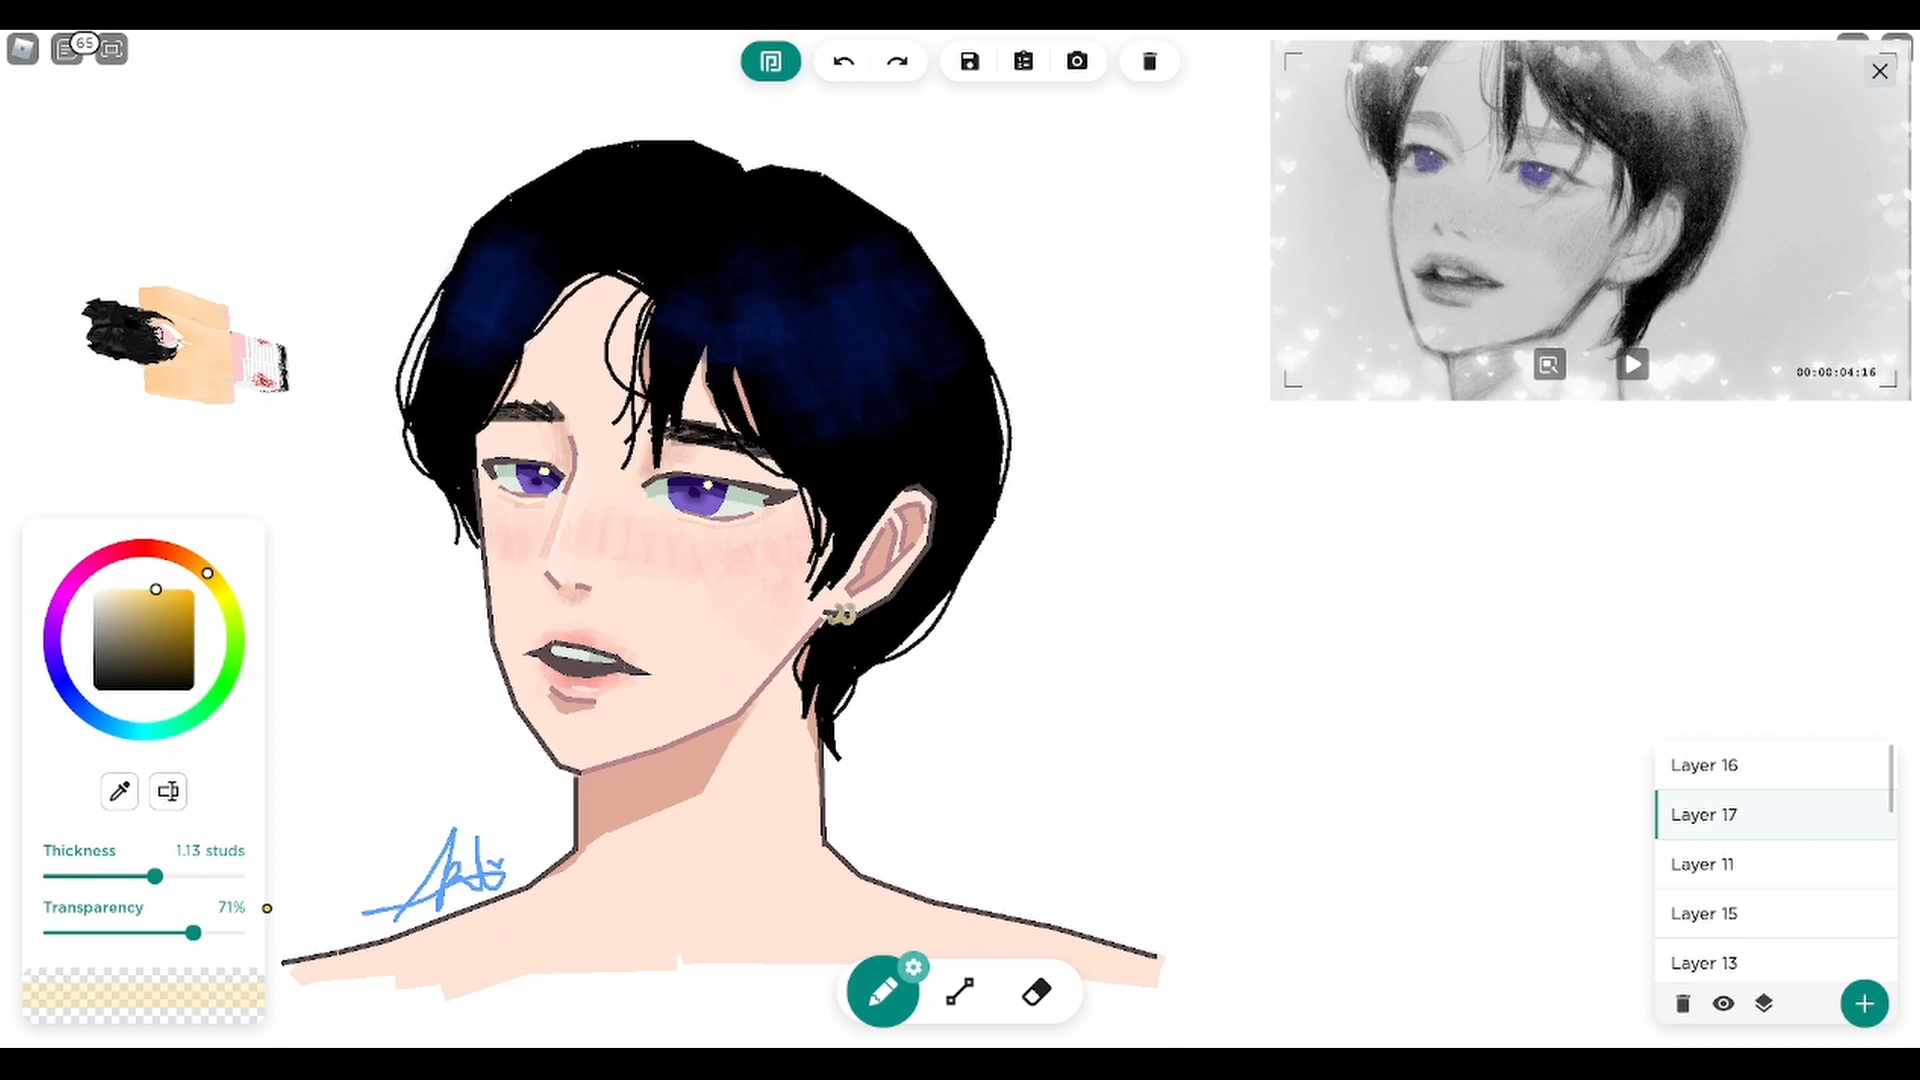 65
00:00:04:16
Thickness 1.13 studs
Transparency 71%
Layer 16
Layer 17
Layer 11
Layer 15
Layer 13